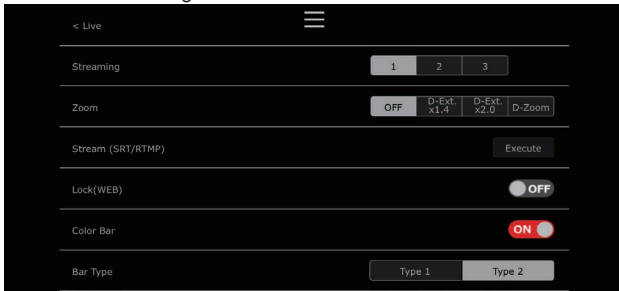 < Live
Streaming 1 2 3
Zoom OFF D-Ext. x1.4 D-Ext. x2.0 D-Zoom
Stream (SRT/RTMP) Execute
Lock(WEB) OFF
Color Bar ON
Bar Type Type 1 Type 2